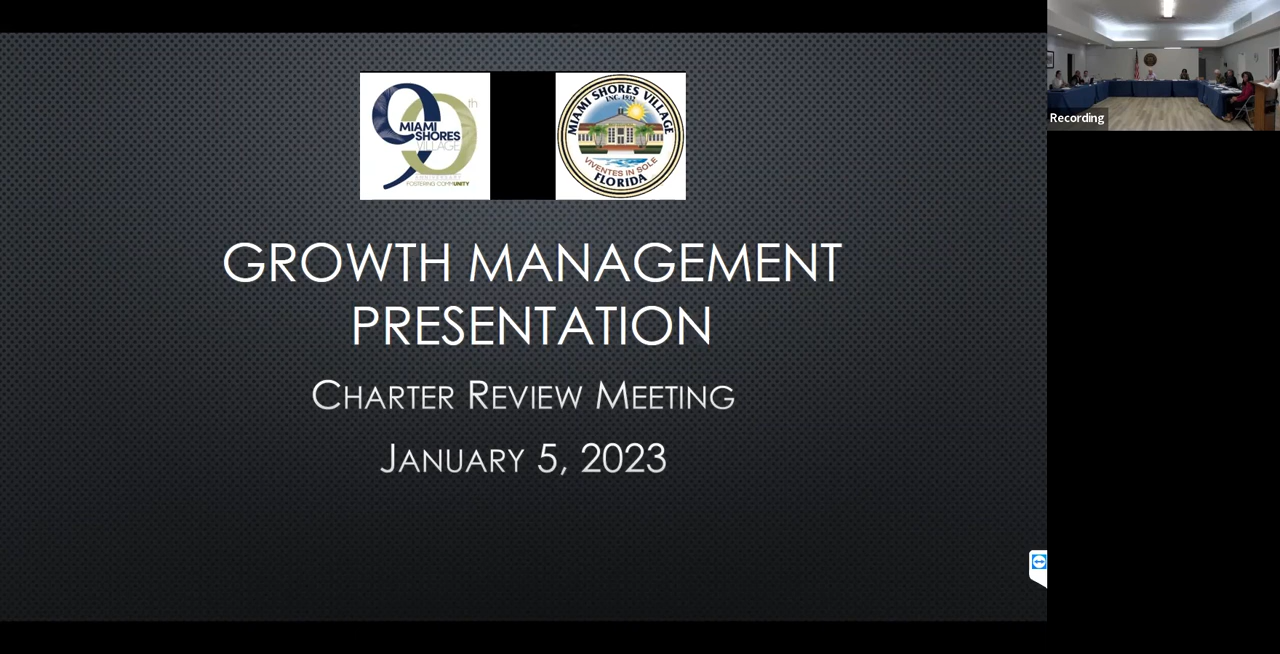 90th
MIAMI
SHORES
VILLAGE
ANNIVERSARY
FOSTERING COMMUNITY
MIAMI SHORES VILLAGE
INC. 1932
VIVENTES IN SOLE
FLORIDA
GROWTH MANAGEMENT
PRESENTATION
CHARTER REVIEW MEETING
JANUARY 5, 2023
Recording